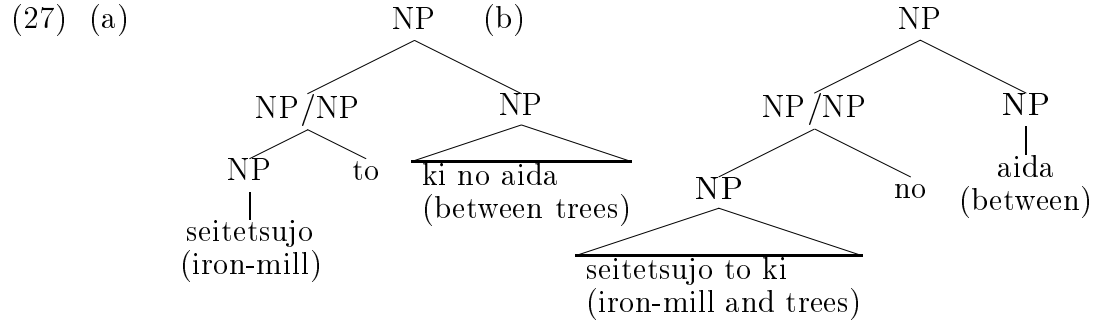 (27) (a) NP (b) NP
NP/NP NP NP/NP NP
NP to ki no aida NP no aida
(between trees) (between)
seitetsujo
(iron-mill) seitetsujo to ki
(iron-mill and trees)